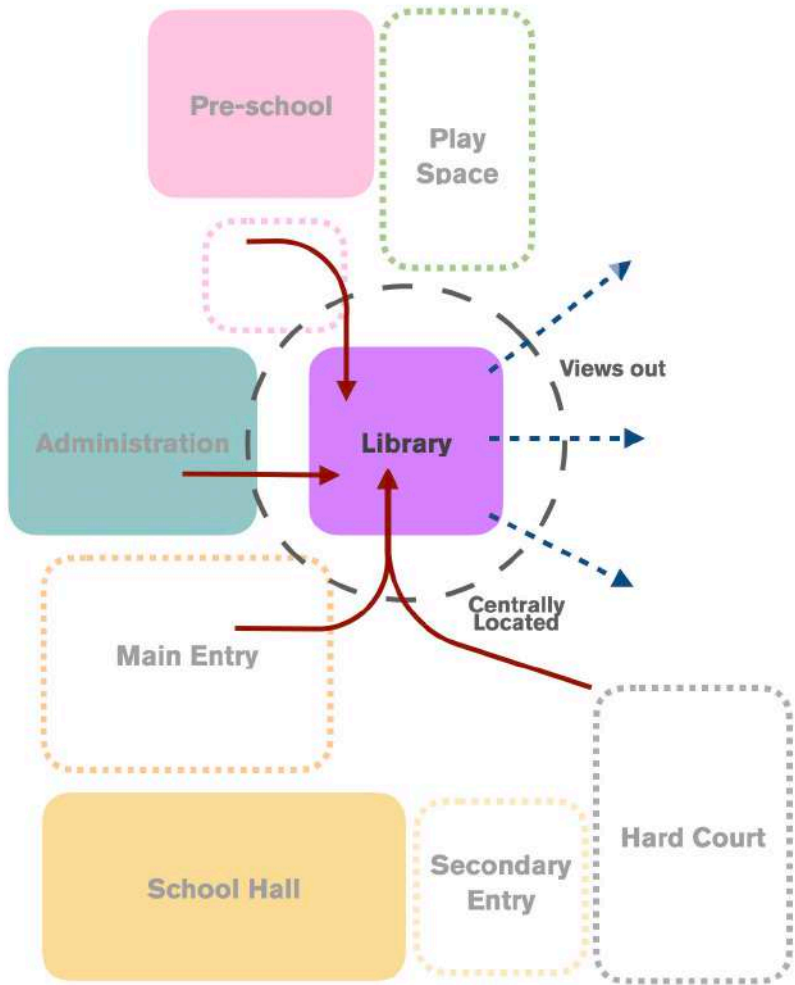 Pre-school
Play
Space
Views out
Administration
Library
Centrally
Located
Main Entry
Hard Court
School Hall
Secondary
Entry